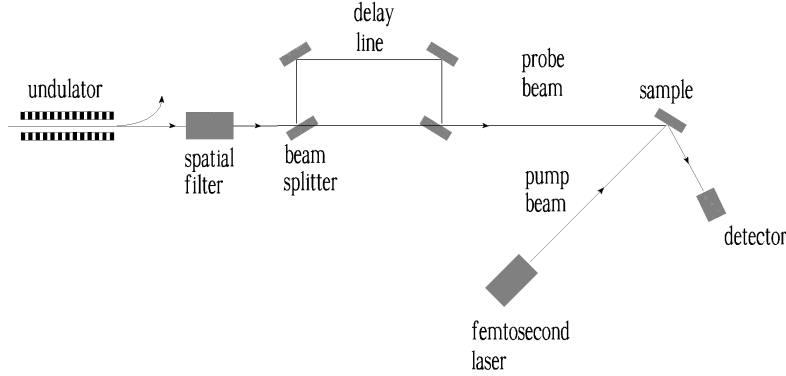 delay
line
undulator
probe
beam
sample
spatial
filter
beam
splitter
pump
beam
detector
femtosecond
laser